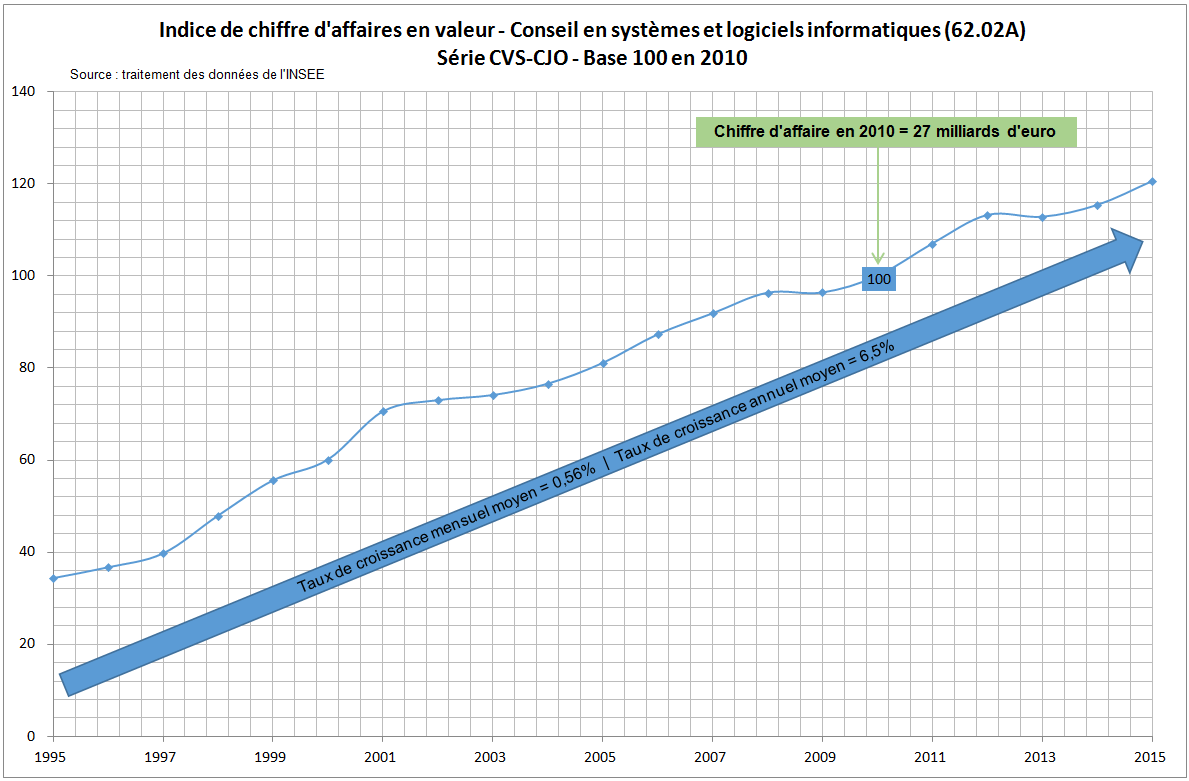 Indice de chiffre d'affaires en valeur - Conseil en systèmes et logiciels informatiques (62.02A)
Série CVS-CJO - Base 100 en 2010
Source : traitement des données de l'INSEE
140
120
100
80
60
40
20
0
Chiffre d'affaire en 2010 = 27 milliards d'euro
100
Taux de croissance mensuel moyen = 0,56% | Taux de croissance annuel moyen = 6,5%
1995 1997 1999 2001 2003 2005 2007 2009 2011 2013 2015